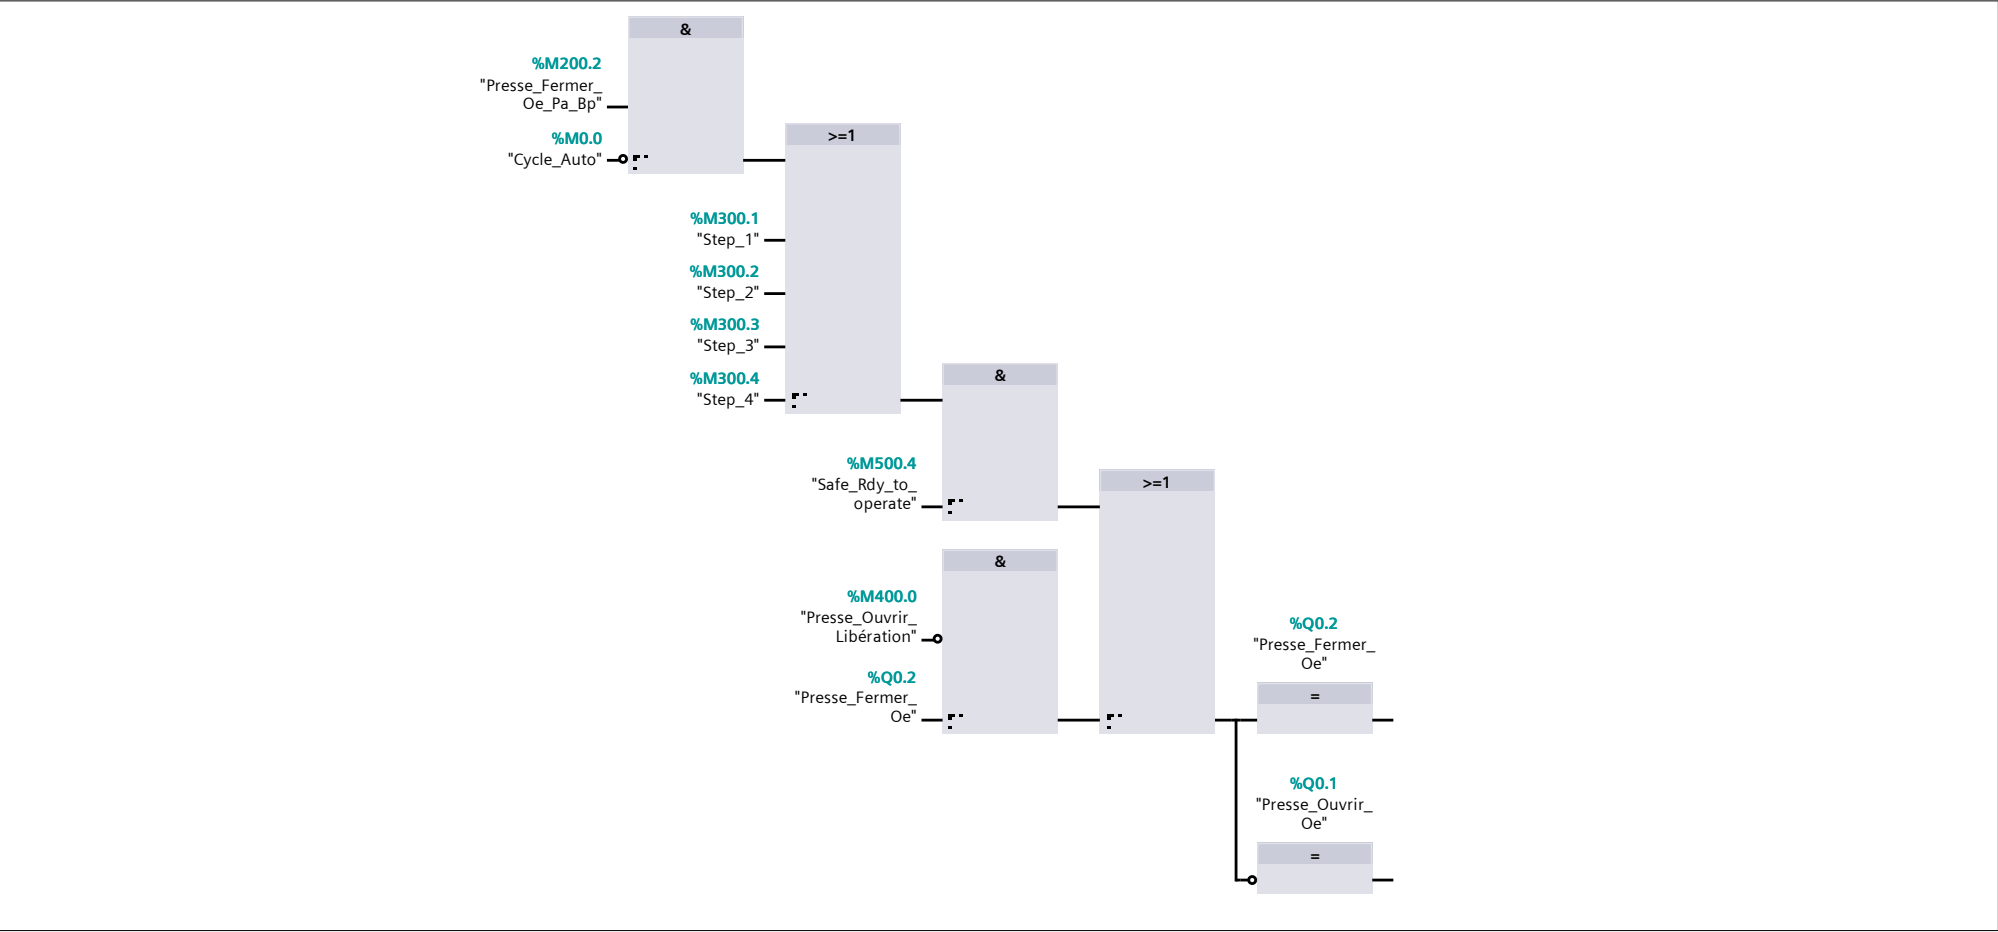 &
%M200.2
"Presse_Fermer_
Oe_Pa_Bp"
%M0.0
"Cycle_Auto"
>=1
%M300.1
"Step_1"
%M300.2
"Step_2"
%M300.3
"Step_3"
%M300.4
"Step_4"
&
%M500.4
"Safe_Rdy_to_
operate"
>=1
&
%M400.0
"Presse_Ouvrir_
Libération"
%Q0.2
"Presse_Fermer_
Oe"
%Q0.2
"Presse_Fermer_
Oe"
=
%Q0.1
"Presse_Ouvrir_
Oe"
=